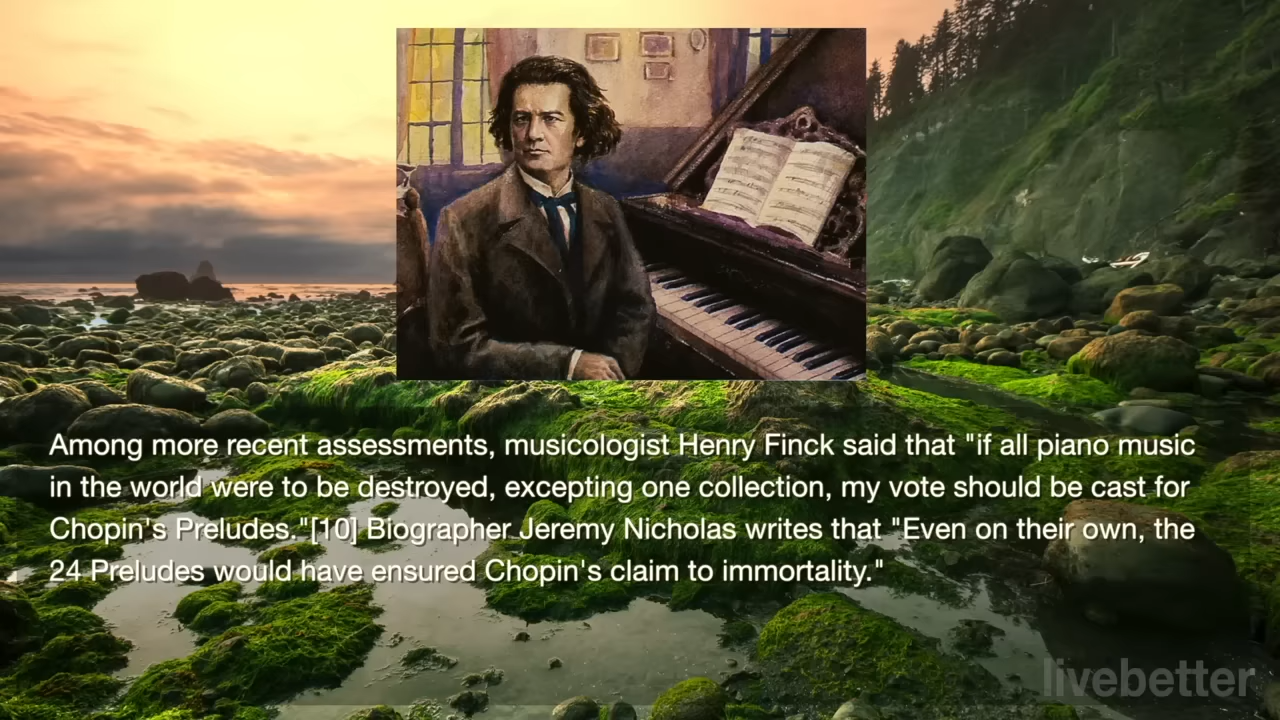 Among more recent assessments, musicologist Henry Finck said that "if all piano music
in the world were to be destroyed, excepting one collection, my vote should be cast for
Chopin's Preludes."[10] Biographer Jeremy Nicholas writes that "Even on their own, the
24 Preludes would have ensured Chopin's claim to immortality."
livebetter